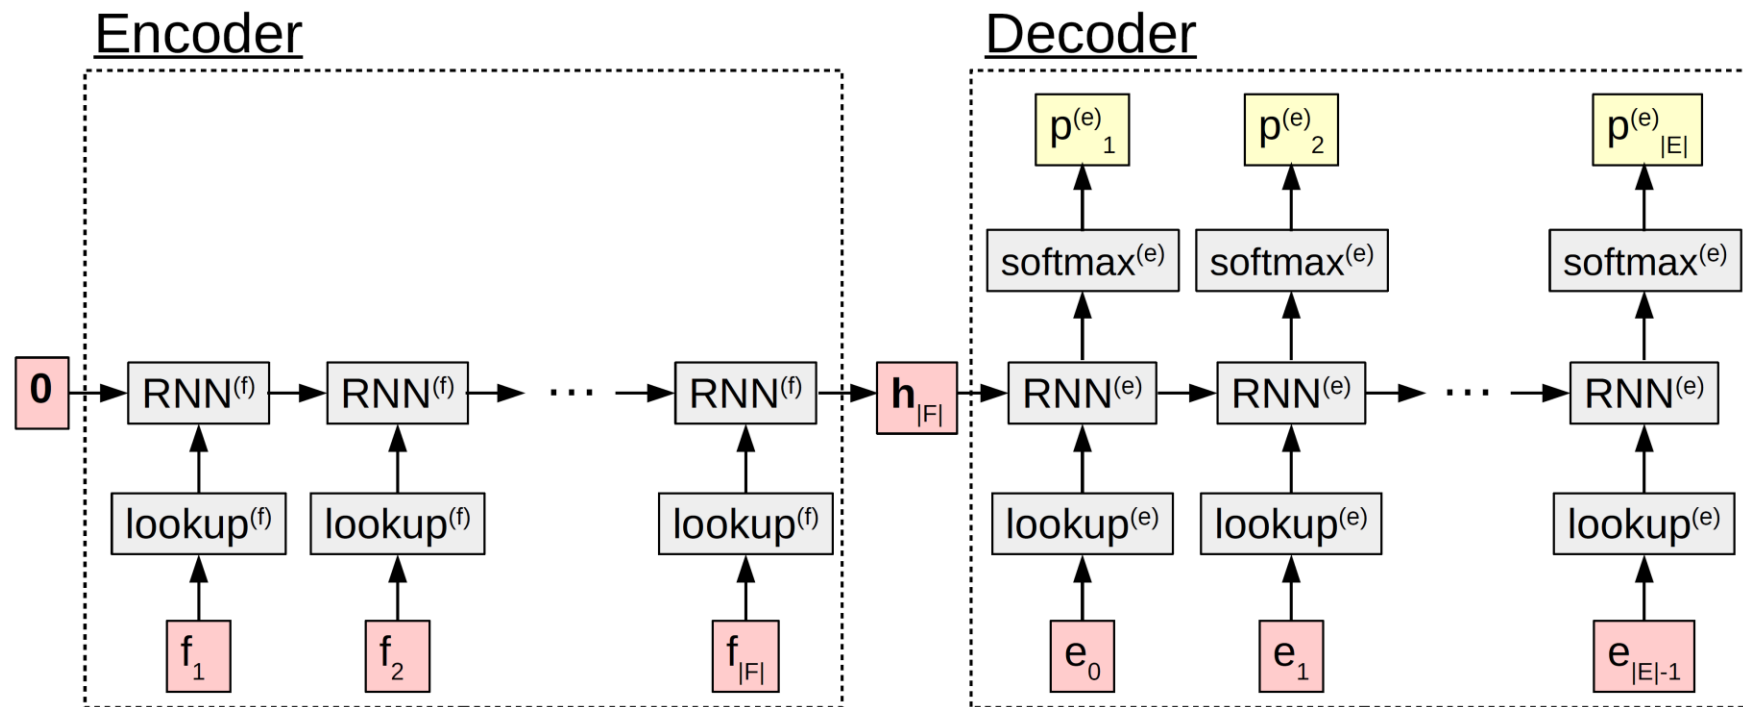 Encoder
Decoder
p(e)1 p(e)2 p(e)|E|
softmax(e) softmax(e) softmax(e)
0 RNN(f) RNN(f) ... RNN(f) h|F| RNN(e) RNN(e) ... RNN(e)
lookup(f) lookup(f) lookup(f) lookup(e) lookup(e) lookup(e)
f1 f2 f|F| e0 e1 e|E|-1